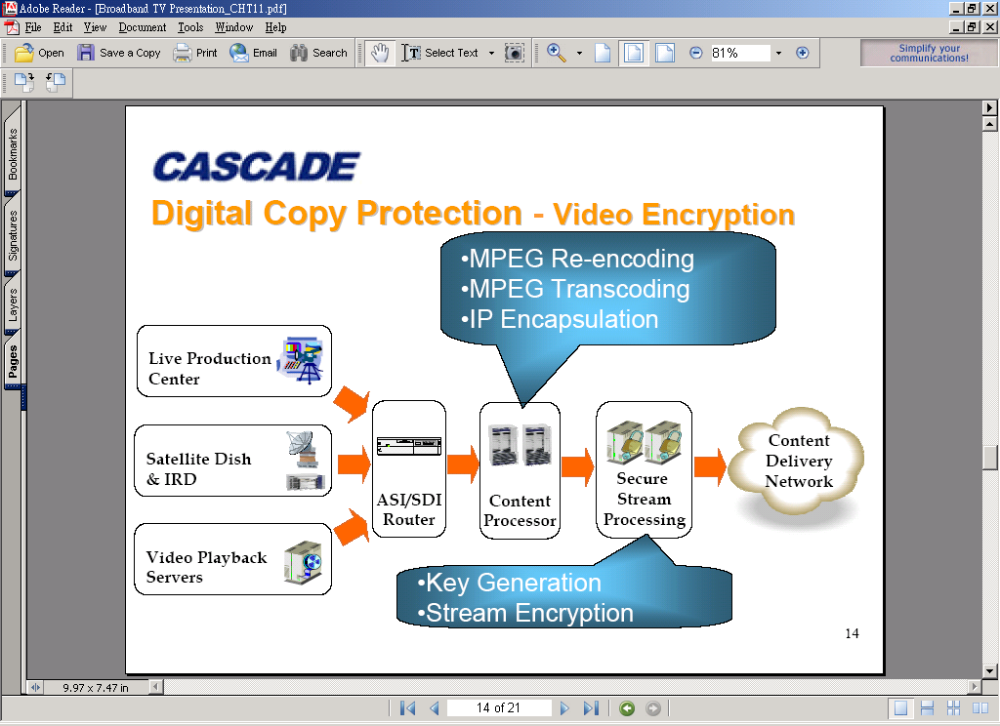 Adobe Reader - [Broadband TV Presentation_CHT11.pdf]
File Edit View Document Tools Window Help
Open Save a Copy Print Email Search Select Text 81%
Simplify your
communications!
Bookmarks
Signatures
Layers
Pages
CASCADE
Digital Copy Protection - Video Encryption
•MPEG Re-encoding
•MPEG Transcoding
•IP Encapsulation
Live Production
Center
Satellite Dish
& IRD
Video Playback
Servers
ASI/SDI
Router
Content
Processor
Secure
Stream
Processing
Content
Delivery
Network
•Key Generation
•Stream Encryption
14
9.97 x 7.47 in
14 of 21